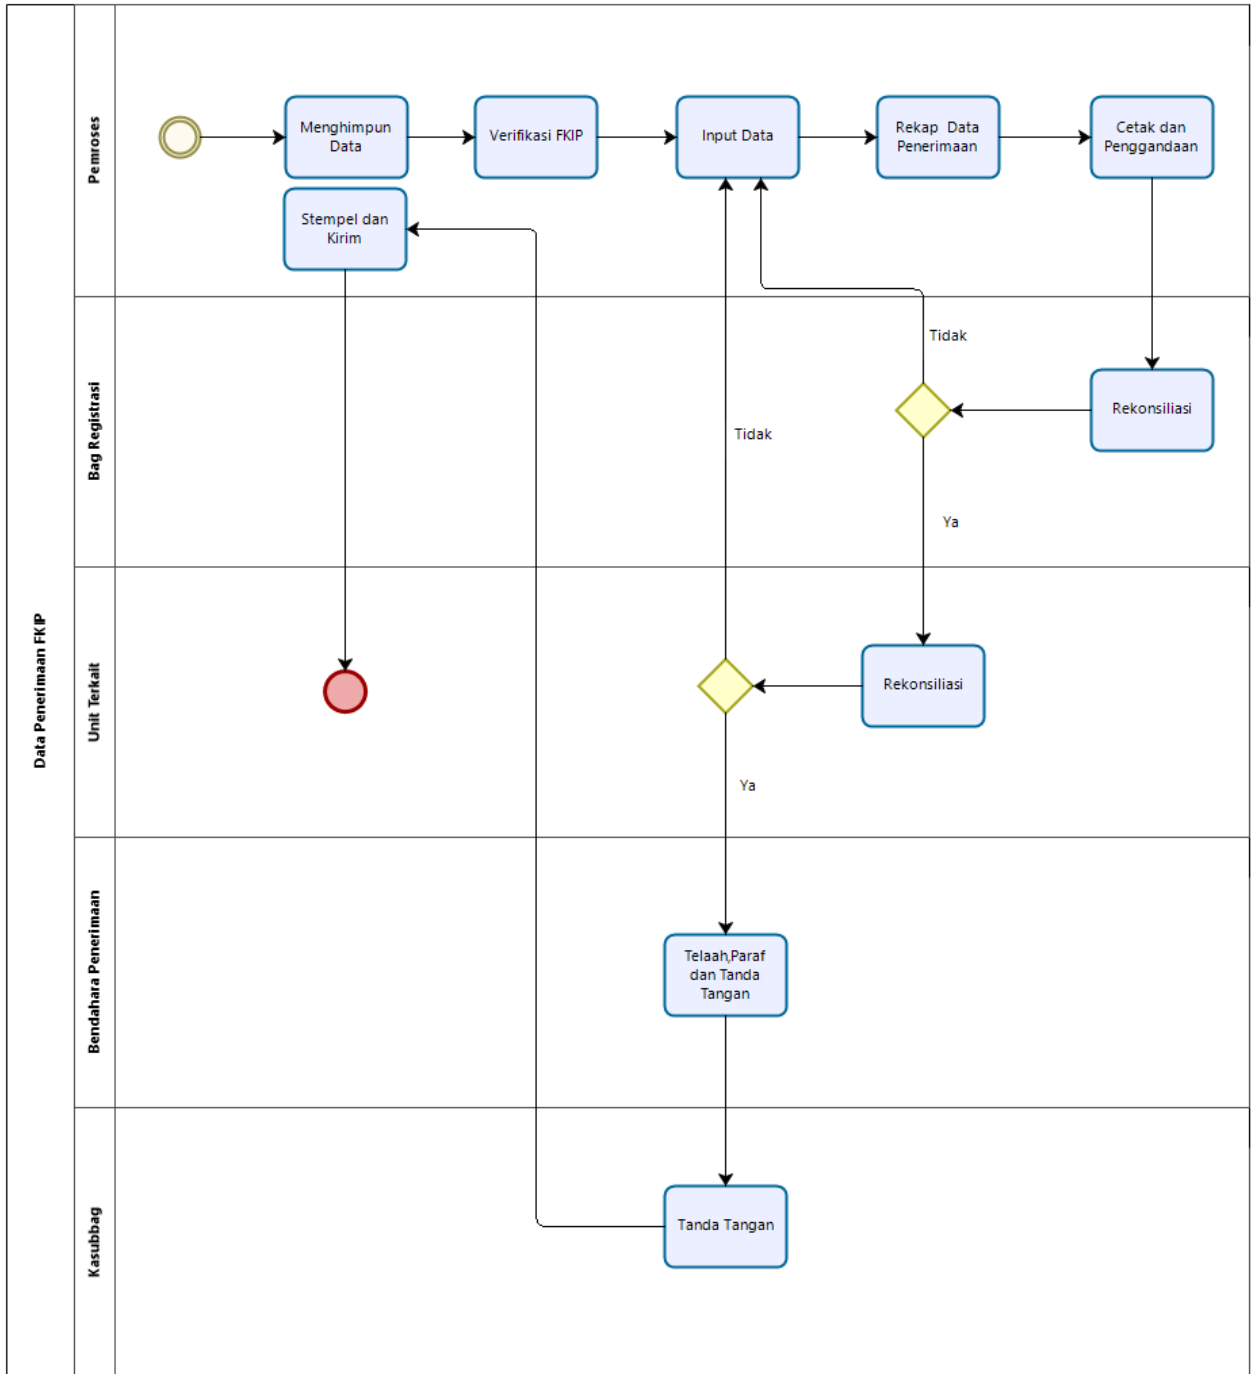 Data Penerimaan FKIP
Pemroses
Menghimpun
Data
Verifikasi FKIP
Input Data
Rekap  Data
Penerimaan
Cetak dan
Penggandaan
Stempel dan
Kirim
Bag Registrasi
Tidak
Rekonsiliasi
Tidak
Ya
Unit Terkait
Rekonsiliasi
Ya
Bendahara Penerimaan
Telaah,Paraf
dan Tanda
Tangan
Kasubbag
Tanda Tangan